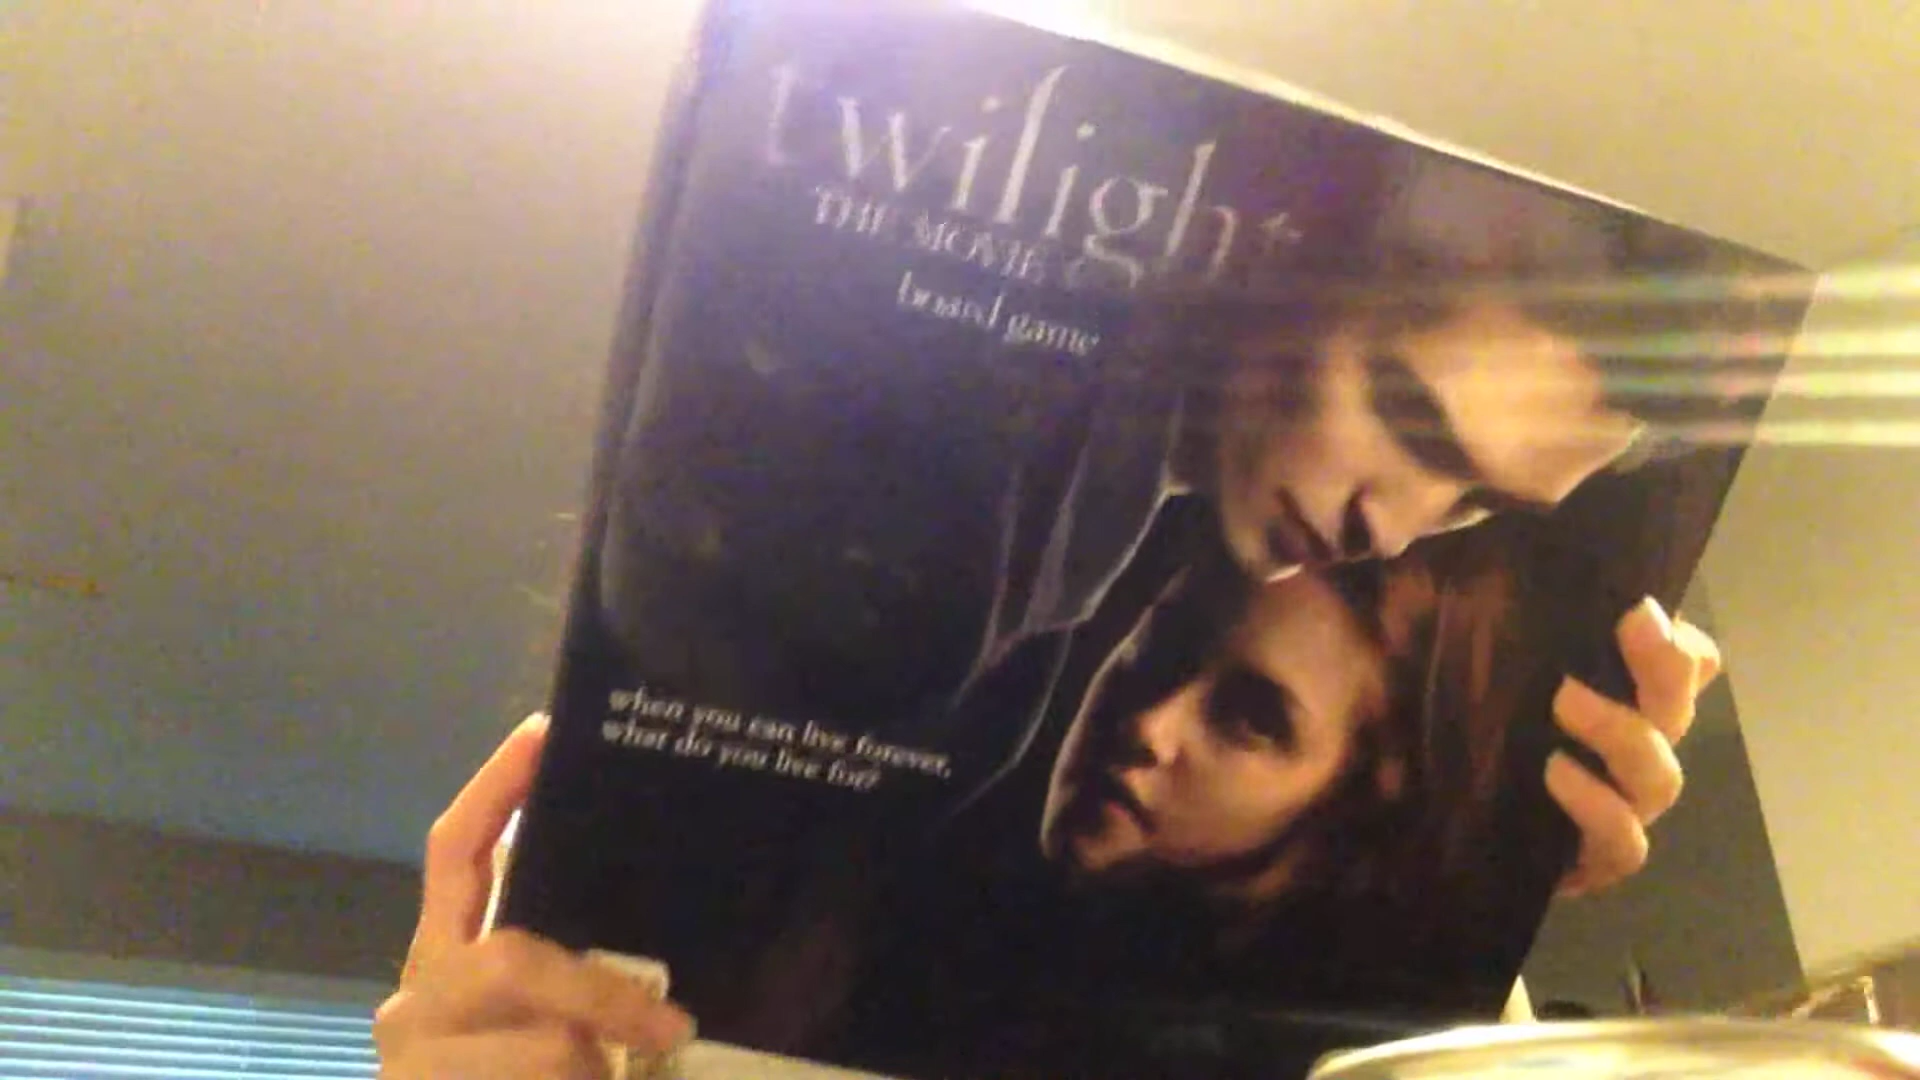 twilight
THE MOVIE
board game
when you can live forever,
what do you live for?